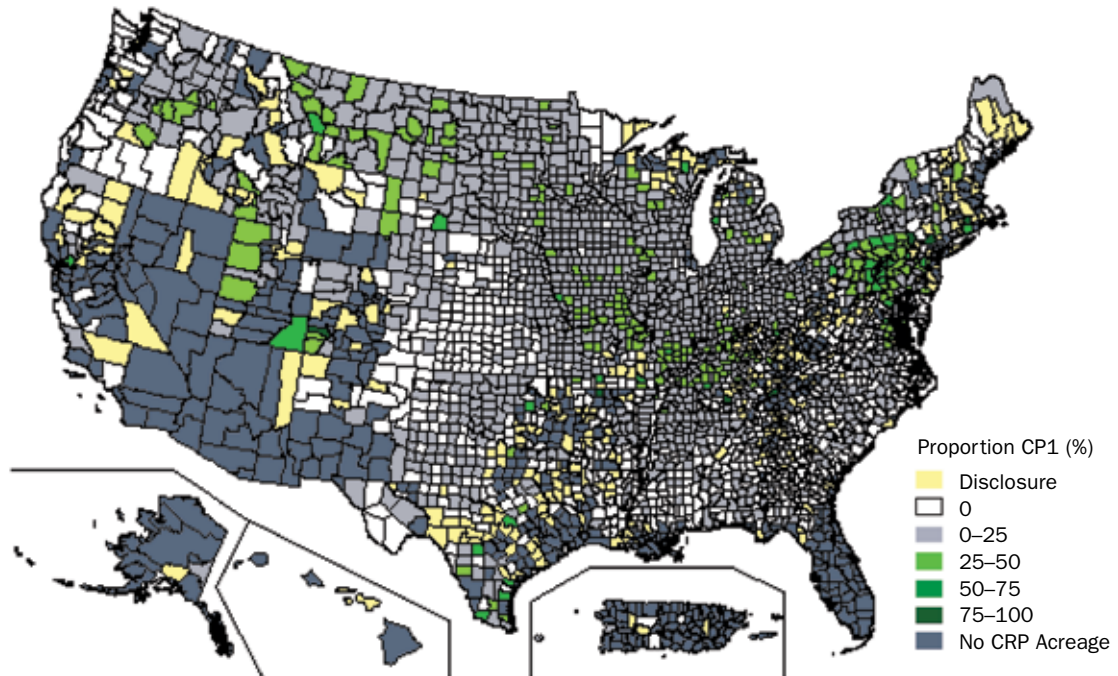 Proportion CP1 (%)
Disclosure
0
0–25
25–50
50–75
75–100
No CRP Acreage